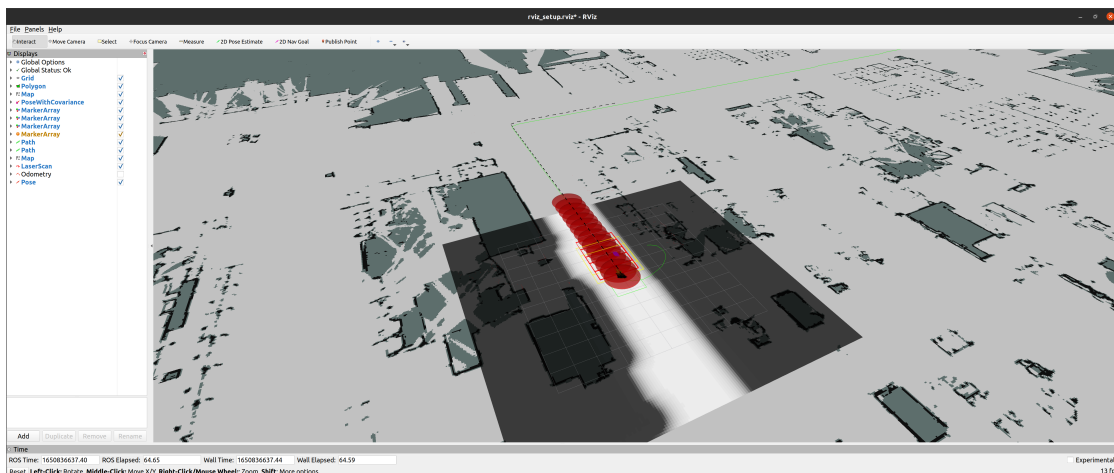 rviz_setup.rviz* - RViz
File Panels Help
Interact Move Camera Select Focus Camera Measure 2D Pose Estimate 2D Nav Goal Publish Point
Displays
Global Options
Global Status: Ok
Grid
Polygon
Map
PoseWithCovariance
MarkerArray
MarkerArray
MarkerArray
MarkerArray
Path
Path
Map
LaserScan
Odometry
Pose
Add Duplicate Remove Rename
Time
ROS Time: 1650836637.40 ROS Elapsed: 64.65 Wall Time: 1650836637.44 Wall Elapsed: 64.59 Experimental
Reset Left-Click: Rotate. Middle-Click: Move X/Y. Right-Click/Mouse Wheel: Zoom. Shift: More options.